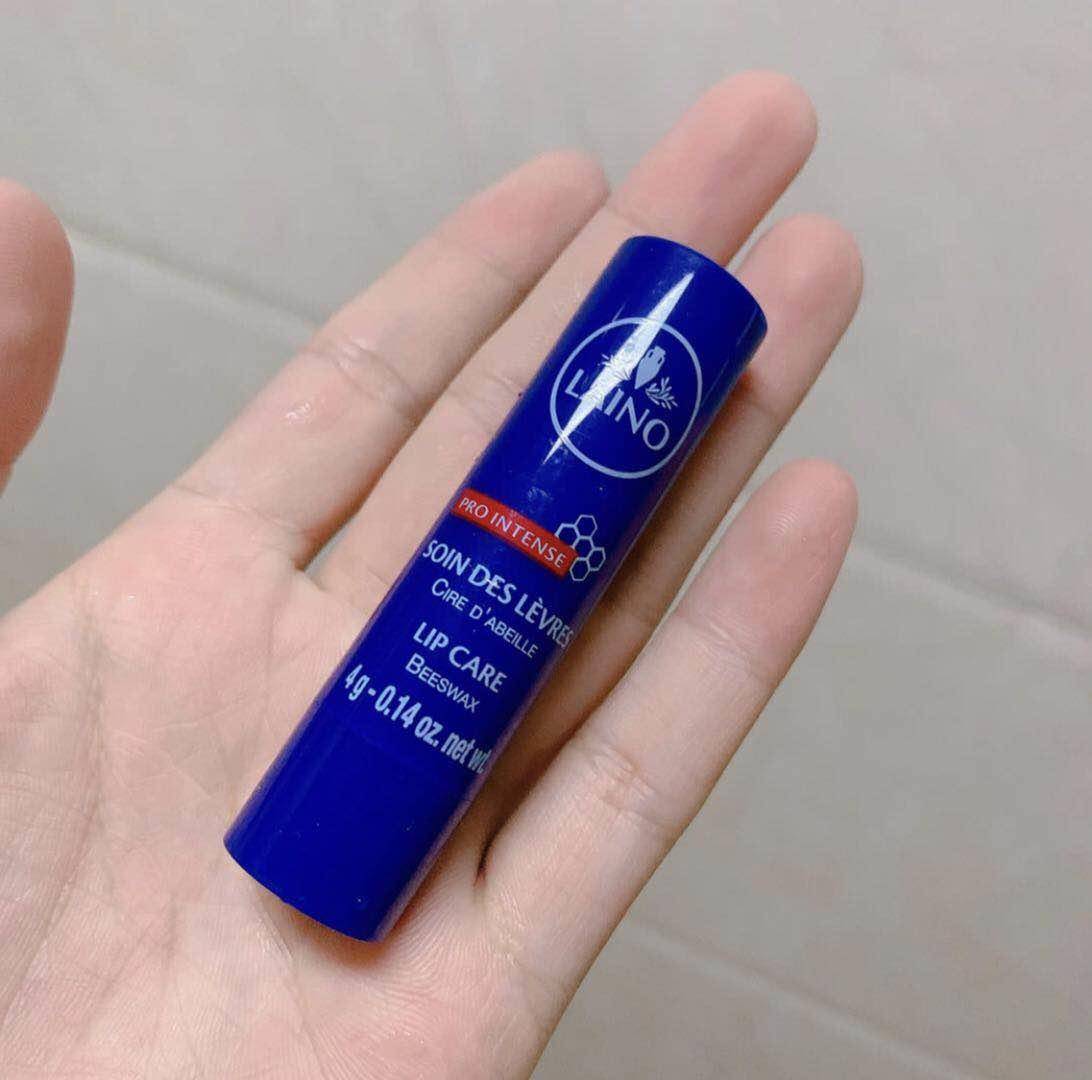 LAINO
PRO INTENSE
SOIN DES LÈVRES
CIRE D'ABEILLE
LIP CARE
BEESWAX
4g - 0.14 oz. net wt.